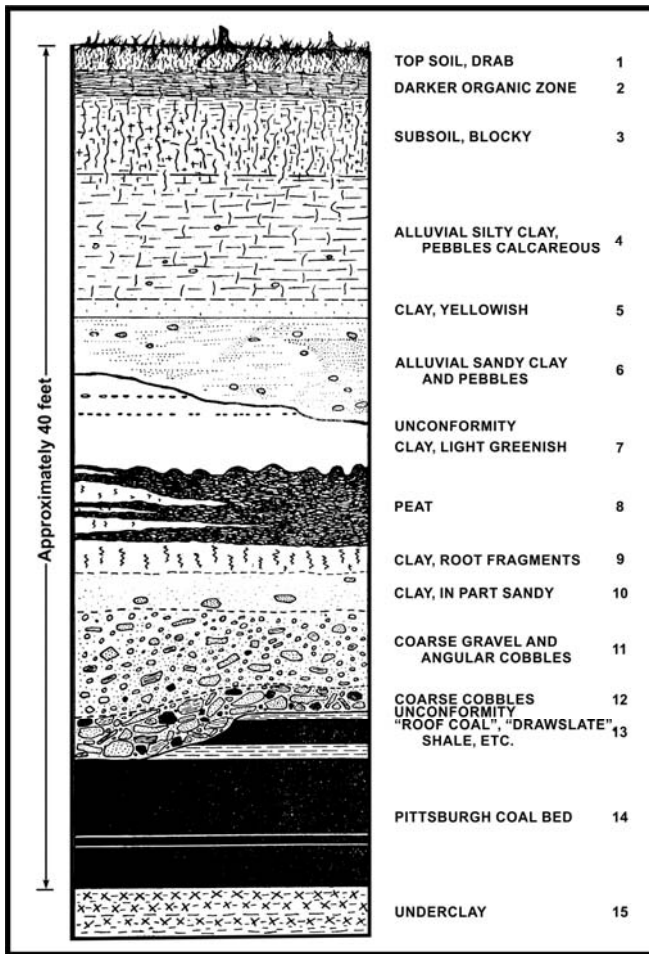 TOP SOIL, DRAB 1
DARKER ORGANIC ZONE 2
SUBSOIL, BLOCKY 3
ALLUVIAL SILTY CLAY,
PEBBLES CALCAREOUS 4
CLAY, YELLOWISH 5
ALLUVIAL SANDY CLAY
AND PEBBLES 6
UNCONFORMITY
CLAY, LIGHT GREENISH 7
Approximately 40 feet
PEAT 8
CLAY, ROOT FRAGMENTS 9
CLAY, IN PART SANDY 10
COARSE GRAVEL AND
ANGULAR COBBLES 11
COARSE COBBLES 12
UNCONFORMITY
“ROOF COAL”, “DRAWSLATE” 13
SHALE, ETC.
PITTSBURGH COAL BED 14
UNDERCLAY 15